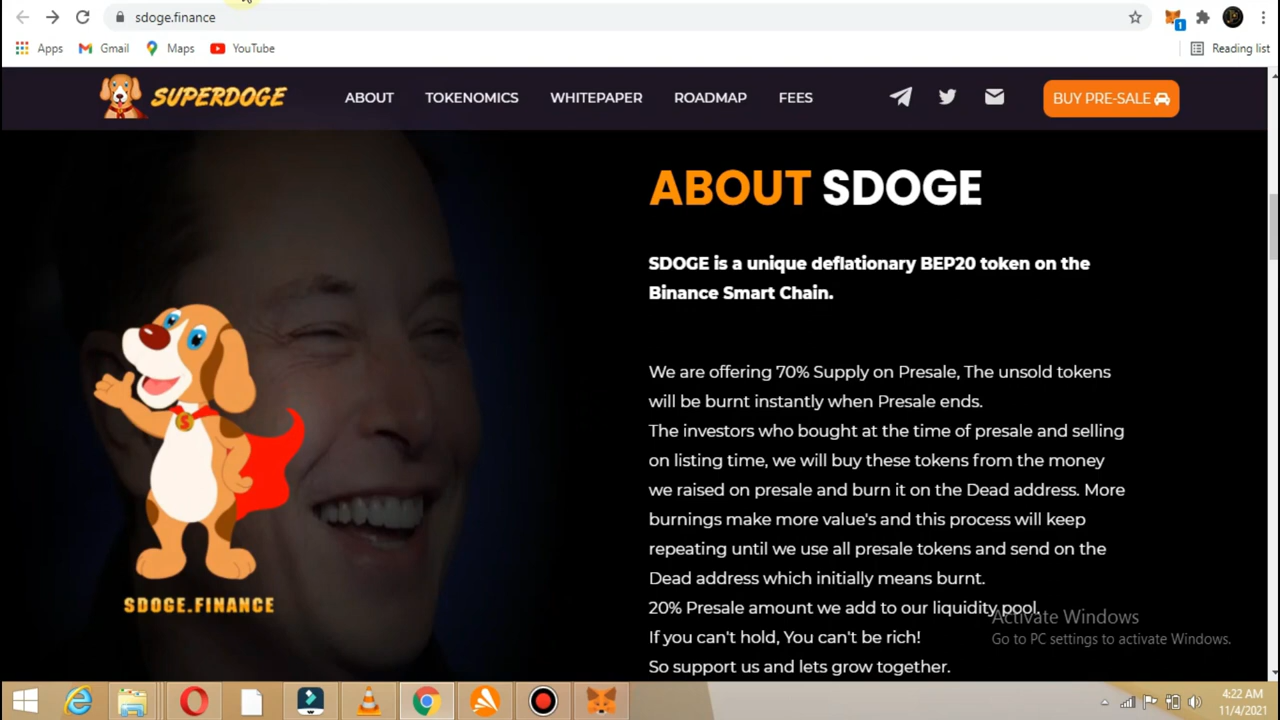 sdoge.finance
1
Apps
Gmail
Maps
YouTube
Reading list
SUPERDOGE
ABOUT
TOKENOMICS
WHITEPAPER
ROADMAP
FEES
BUY PRE-SALE
ABOUT SDOGE
SDOGE is a unique deflationary BEP20 token on the
Binance Smart Chain.
We are offering 70% Supply on Presale, The unsold tokens
will be burnt instantly when Presale ends.
The investors who bought at the time of presale and selling
on listing time, we will buy these tokens from the money
we raised on presale and burn it on the Dead address. More
burnings make more value's and this process will keep
repeating until we use all presale tokens and send on the
Dead address which initially means burnt.
20% Presale amount we add to our liquidity pool.
If you can't hold, You can't be rich!
So support us and lets grow together.
S
SDOGE.FINANCE
Activate Windows
Go to PC settings to activate Windows.
4:22 AM
11/4/2021